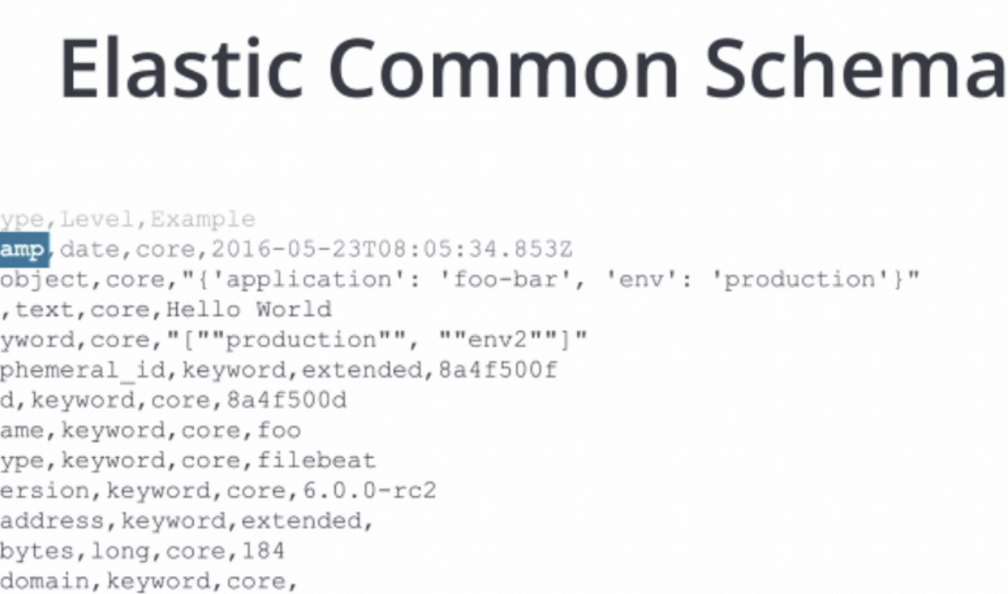 Elastic Common Schema
ype,Level,Example
amp,date,core,2016-05-23T08:05:34.853Z
object,core,"{'application': 'foo-bar', 'env': 'production'}"
,text,core,Hello World
yword,core,"[""production"", ""env2""]"
phemeral_id,keyword,extended,8a4f500f
d,keyword,core,8a4f500d
ame,keyword,core,foo
ype,keyword,core,filebeat
ersion,keyword,core,6.0.0-rc2
address,keyword,extended,
bytes,long,core,184
domain,keyword,core,